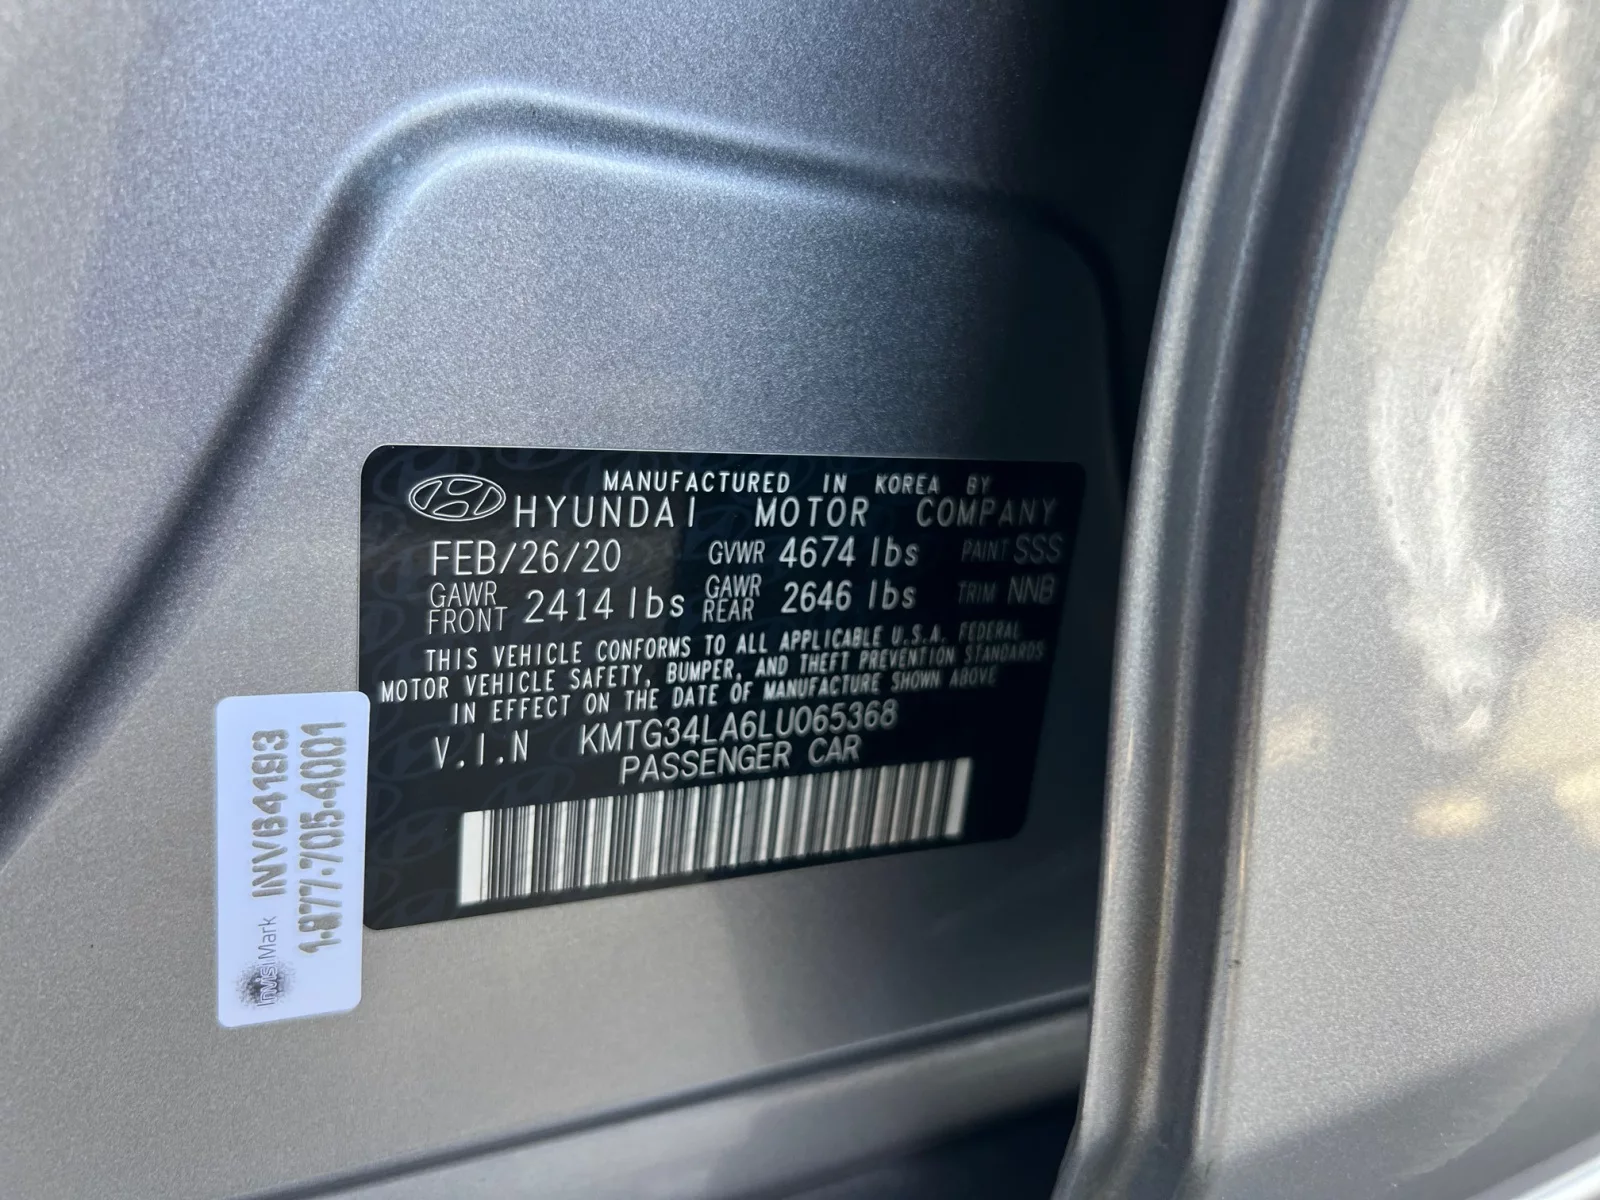 MANUFACTURED IN KOREA BY
HYUNDAI MOTOR COMPANY
FEB/26/20 GVWR 4674 lbs PAINT SSS
GAWR FRONT 2414 lbs GAWR REAR 2646 lbs TRIM NNB
THIS VEHICLE CONFORMS TO ALL APPLICABLE U.S.A. FEDERAL
MOTOR VEHICLE SAFETY, BUMPER, AND THEFT PREVENTION STANDARDS
IN EFFECT ON THE DATE OF MANUFACTURE SHOWN ABOVE
V.I.N KMTG34LA6LU065368
PASSENGER CAR
InvisiMark INVB4193
1.877.705.4001